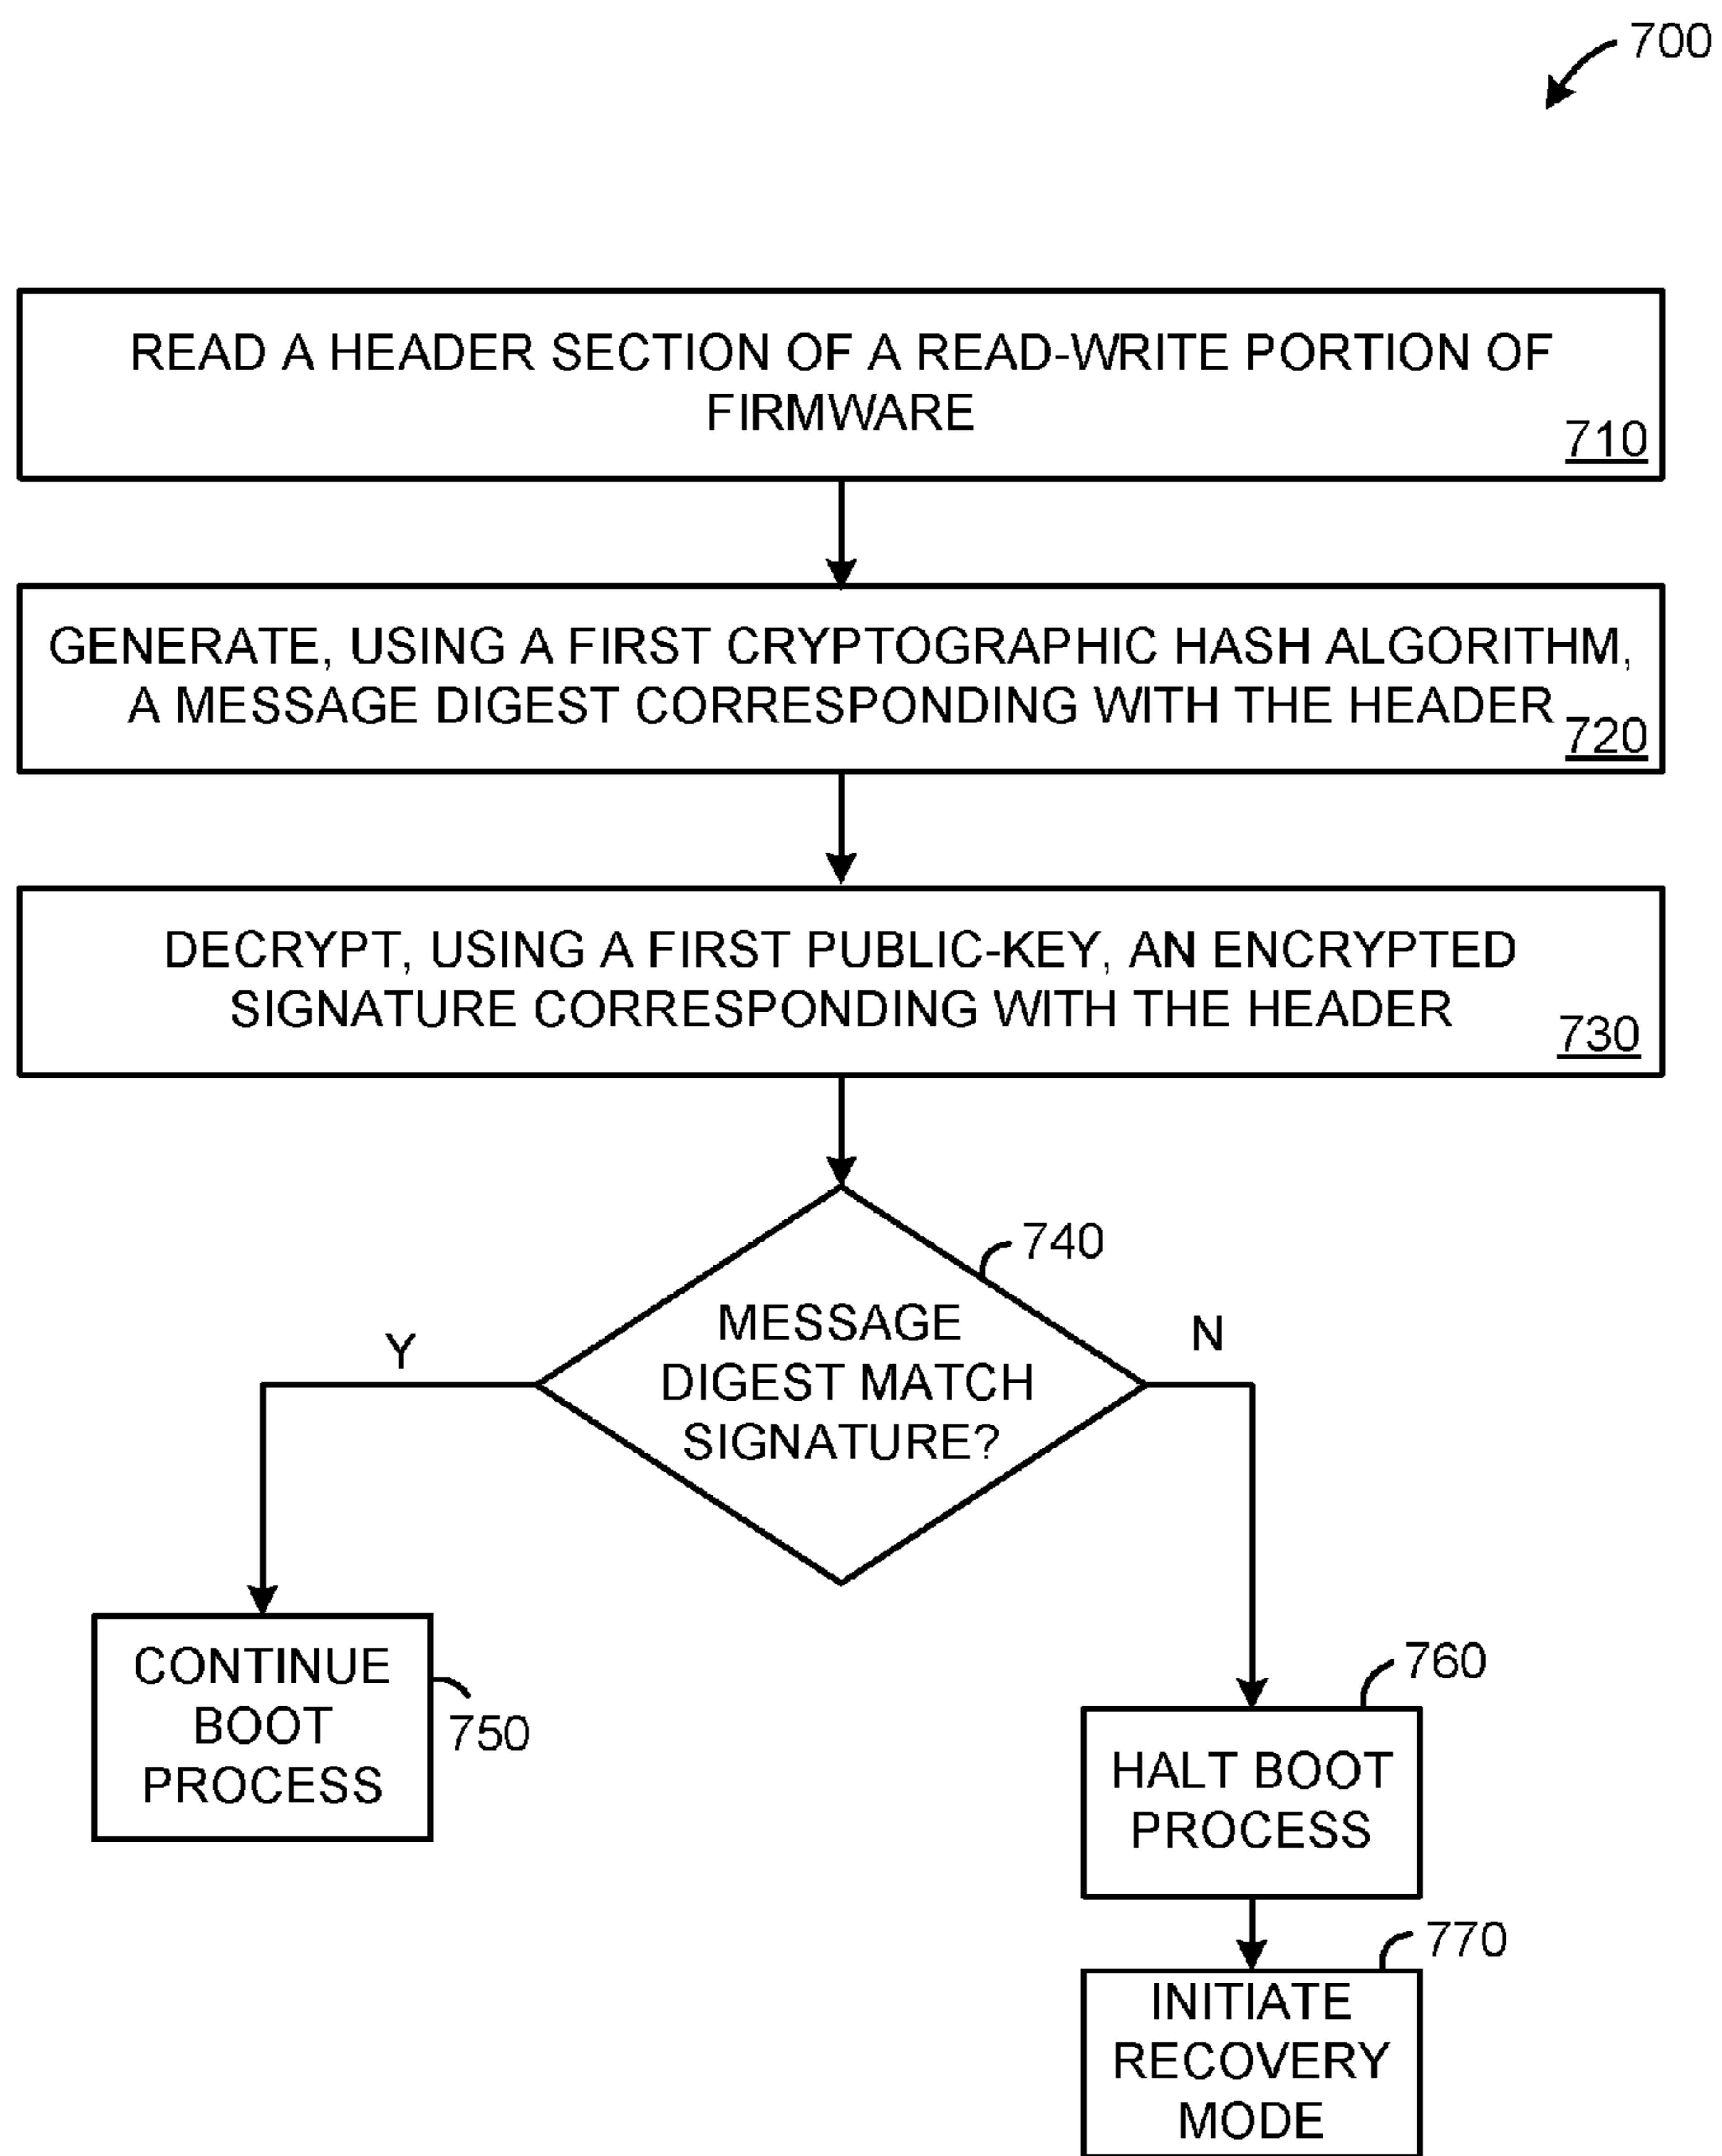 700
READ A HEADER SECTION OF A READ-WRITE PORTION OF
FIRMWARE
710
GENERATE, USING A FIRST CRYPTOGRAPHIC HASH ALGORITHM,
A MESSAGE DIGEST CORRESPONDING WITH THE HEADER
720
DECRYPT, USING A FIRST PUBLIC-KEY, AN ENCRYPTED
SIGNATURE CORRESPONDING WITH THE HEADER
730
740
MESSAGE
DIGEST MATCH
SIGNATURE?
Y
N
CONTINUE
BOOT
PROCESS
750
760
HALT BOOT
PROCESS
770
INITIATE
RECOVERY
MODE